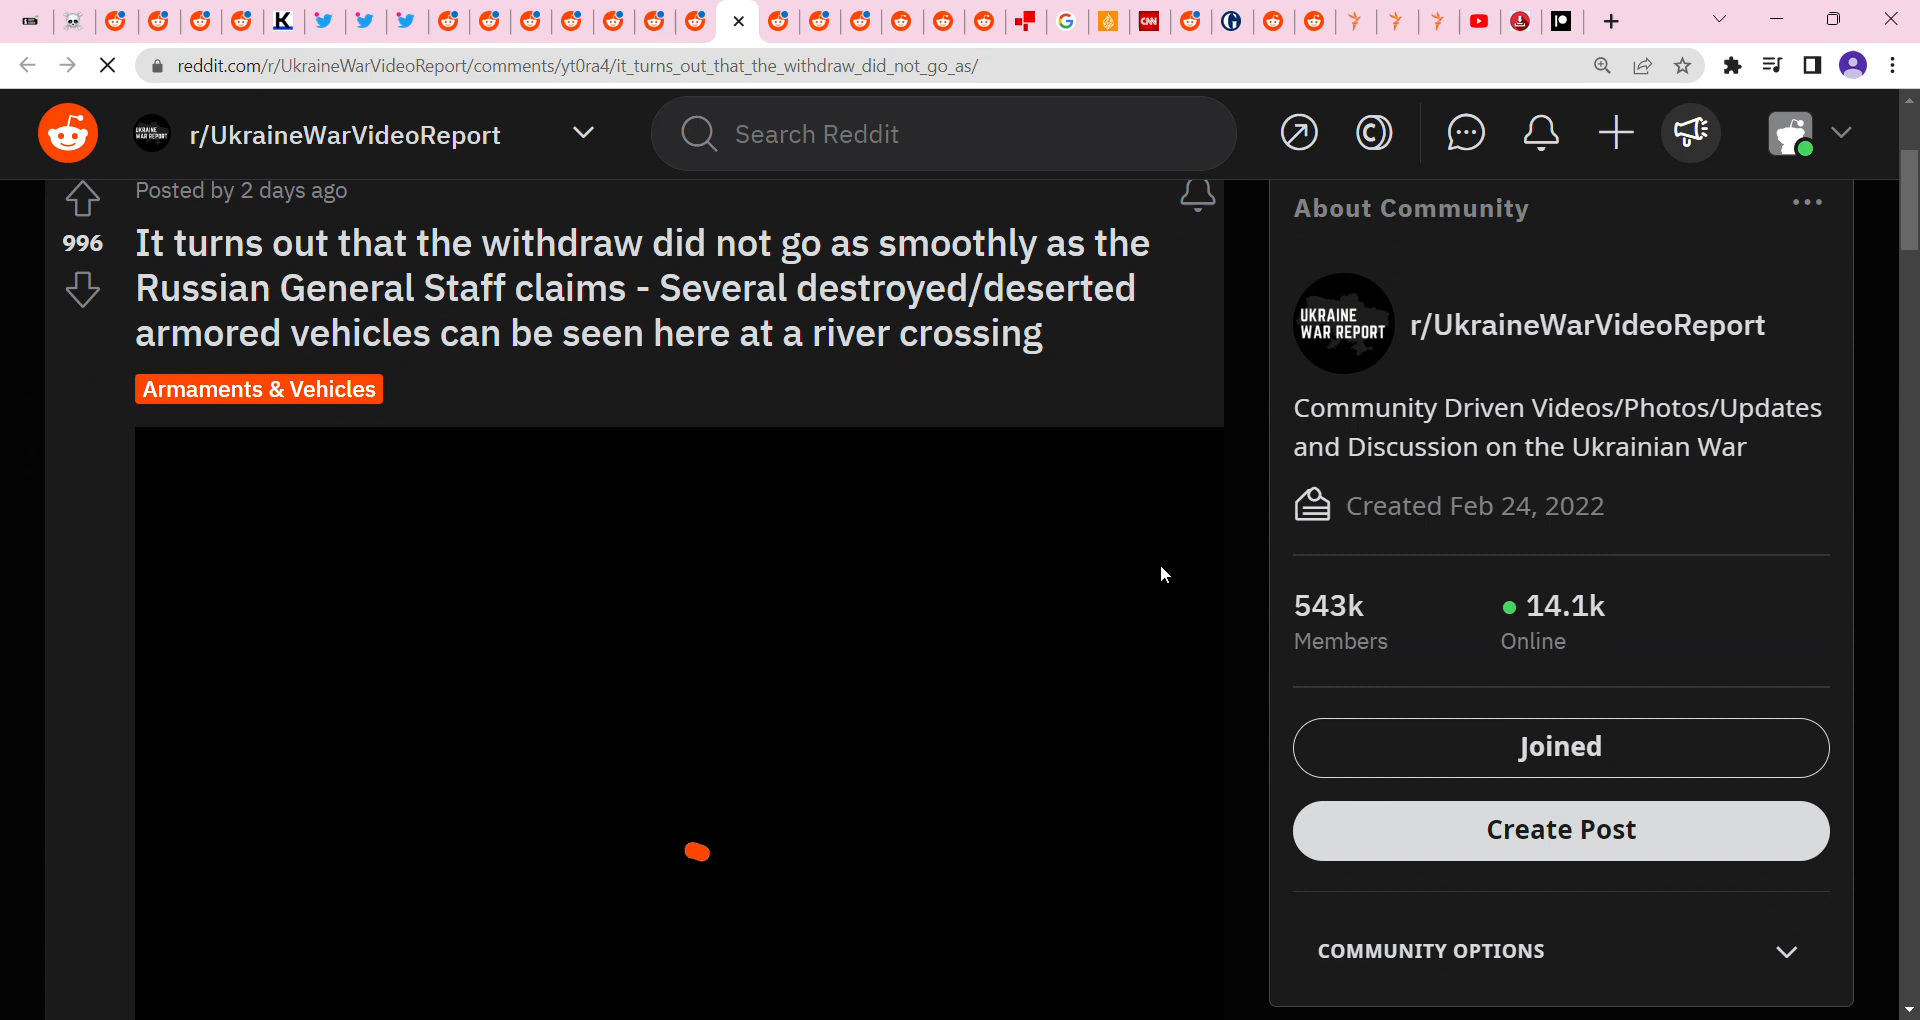 CNN
reddit.com/r/UkraineWarVideoReport/comments/yt0ra4/it_turns_out_that_the_withdraw_did_not_go_as/
UKRAINE
WAR REPORT
r/UkraineWarVideoReport
Search Reddit
Posted by 2 days ago
996
It turns out that the withdraw did not go as smoothly as the
Russian General Staff claims - Several destroyed/deserted
armored vehicles can be seen here at a river crossing
Armaments & Vehicles
About Community
UKRAINE
WAR REPORT
r/UkraineWarVideoReport
Community Driven Videos/Photos/Updates
and Discussion on the Ukrainian War
Created Feb 24, 2022
543k
14.1k
Members
Online
Joined
Create Post
COMMUNITY OPTIONS